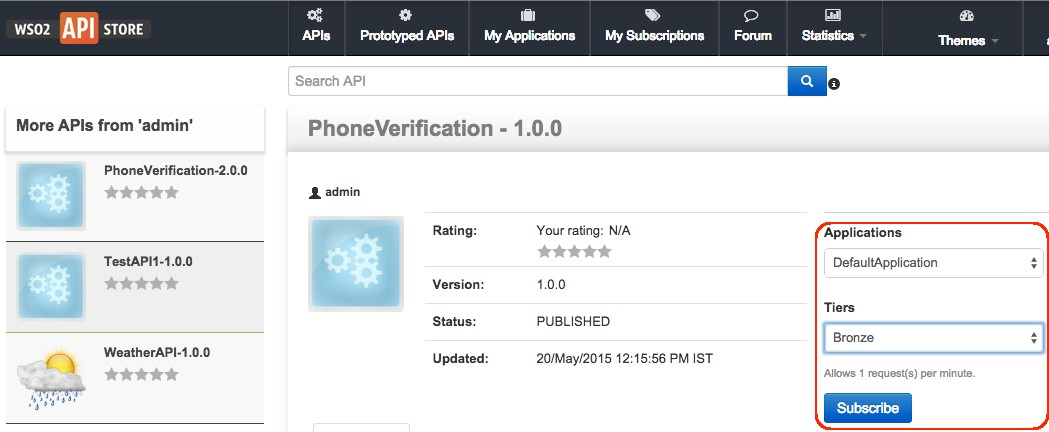 WSO2 API STORE
APIs
Prototyped APIs
My Applications
My Subscriptions
Forum
Statistics
Themes
Search API
More APIs from 'admin'
PhoneVerification-2.0.0
TestAPI1-1.0.0
WeatherAPI-1.0.0
PhoneVerification - 1.0.0
admin
Rating: Your rating: N/A
Version: 1.0.0
Status: PUBLISHED
Updated: 20/May/2015 12:15:56 PM IST
Applications
DefaultApplication
Tiers
Bronze
Allows 1 request(s) per minute.
Subscribe